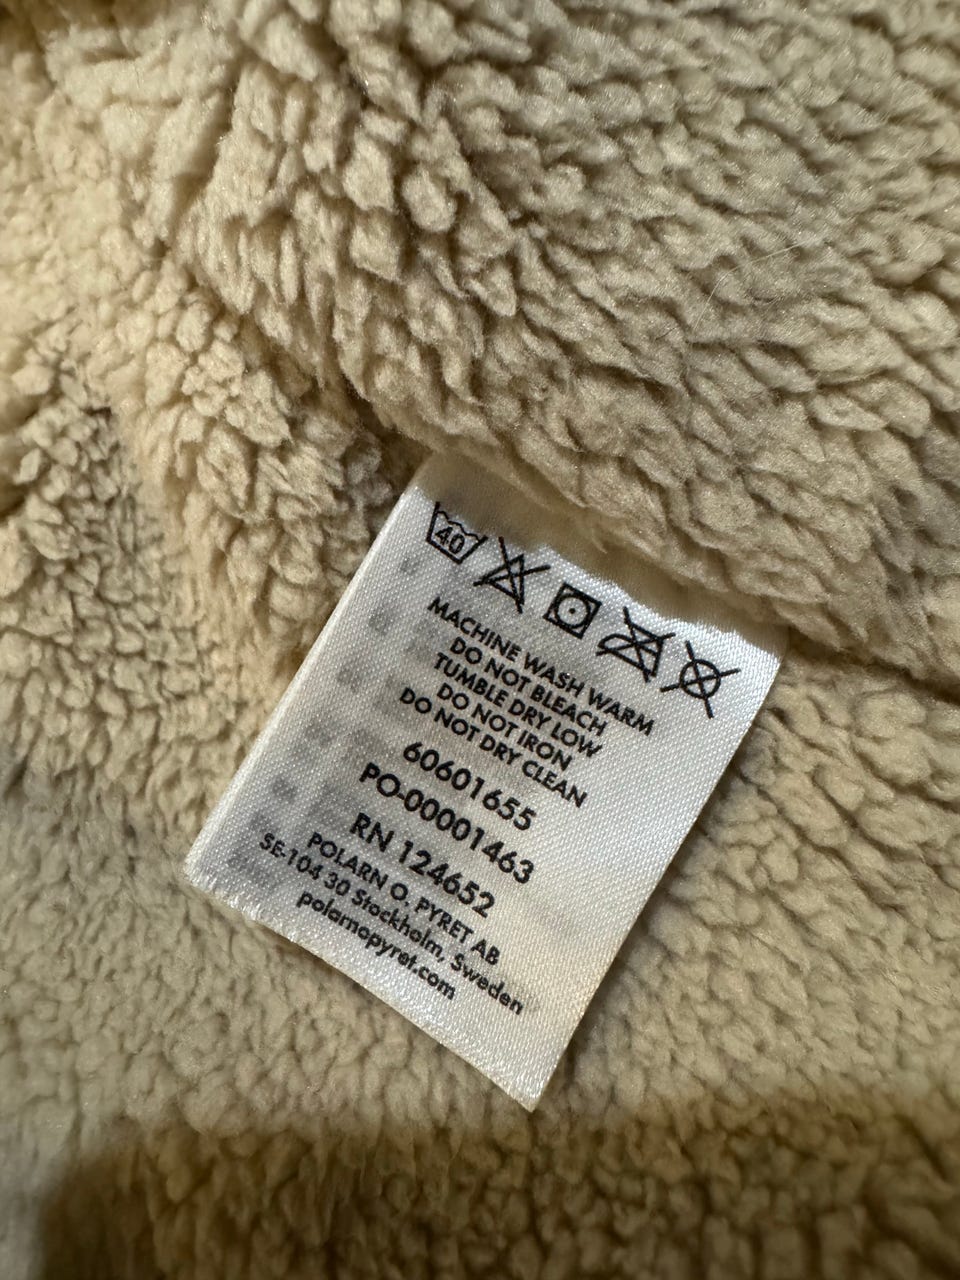 40
MACHINE WASH WARM
DO NOT BLEACH
TUMBLE DRY LOW
DO NOT IRON
DO NOT DRY CLEAN
60601655
PO-00001463
RN 124652
POLARN O. PYRET AB
SE-104 30 Stockholm, Sweden
polarnopyret.com